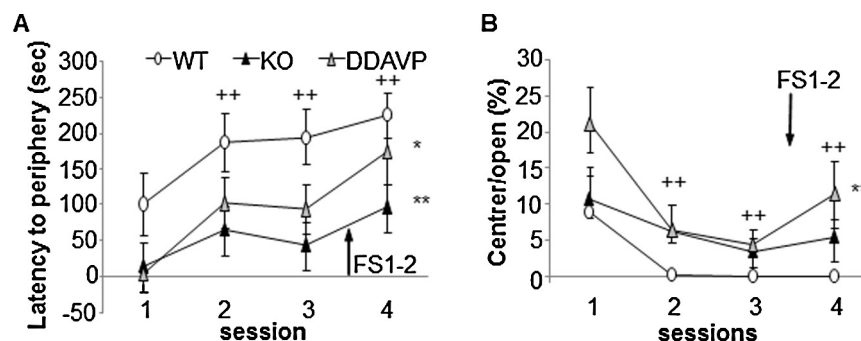 A
Latency to periphery (sec)
300
250
200
150
100
50
0
-50
WT KO DDAVP
++ ++ ++
*
**
FS1-2
1 2 3 4
session
B
Centrer/open (%)
30
25
20
15
10
5
0
FS1-2
++ ++ ++
**
1 2 3 4
sessions